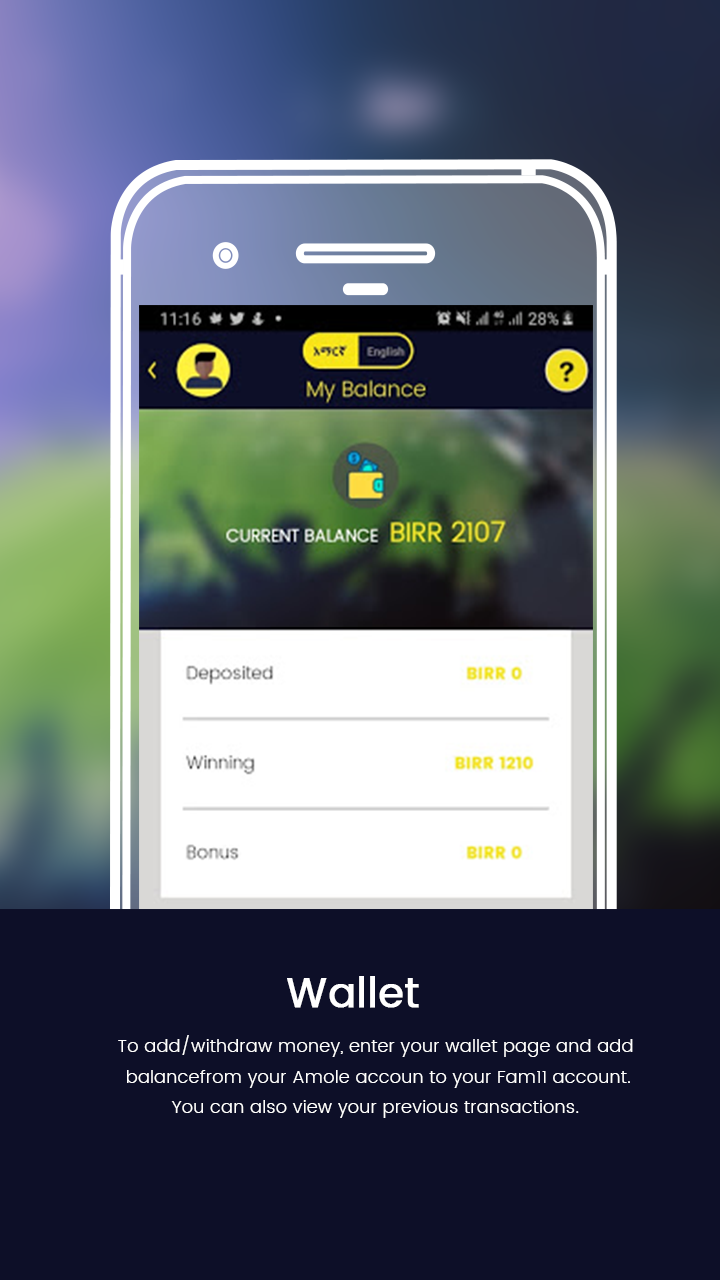 11:16
28%
አማርኛ English
?
My Balance
CURRENT BALANCE BIRR 2107
Deposited BIRR 0
Winning BIRR 1210
Bonus BIRR 0
Wallet
To add/withdraw money, enter your wallet page and add
balancefrom your Amole accoun to your Fam11 account.
You can also view your previous transactions.